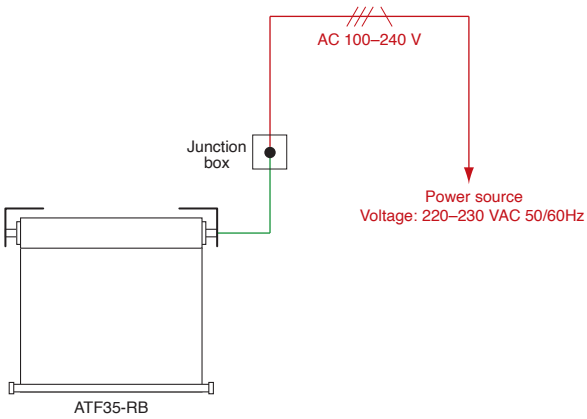 AC 100–240 V
Junction
box
Power source
Voltage: 220–230 VAC 50/60Hz
ATF35-RB